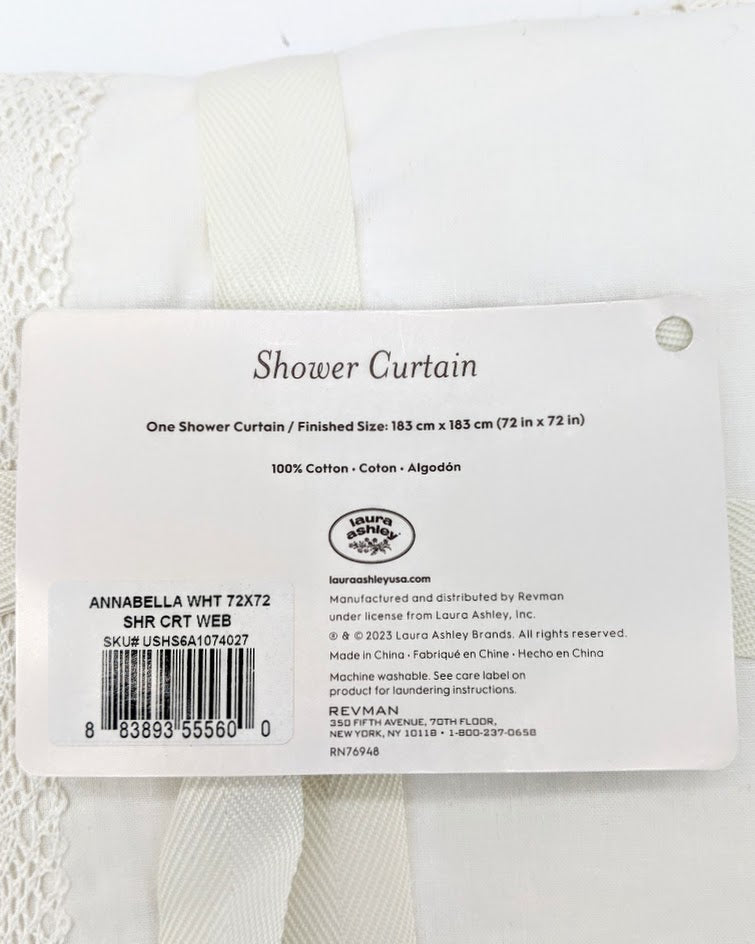 Shower Curtain
One Shower Curtain / Finished Size: 183 cm x 183 cm (72 in x 72 in)
100% Cotton • Coton • Algodón
laura
ashley
lauraashleyusa.com
Manufactured and distributed by Revman
under license from Laura Ashley, Inc.
® & © 2023 Laura Ashley Brands. All rights reserved.
Made in China • Fabriqué en Chine • Hecho en China
Machine washable. See care label on
product for laundering instructions.
REVMAN
350 FIFTH AVENUE, 70TH FLOOR,
NEW YORK, NY 10118 • 1-800-237-0658
RN76948
ANNABELLA WHT 72X72
SHR CRT WEB
SKU# USHS6A1074027
8 83893 55560 0